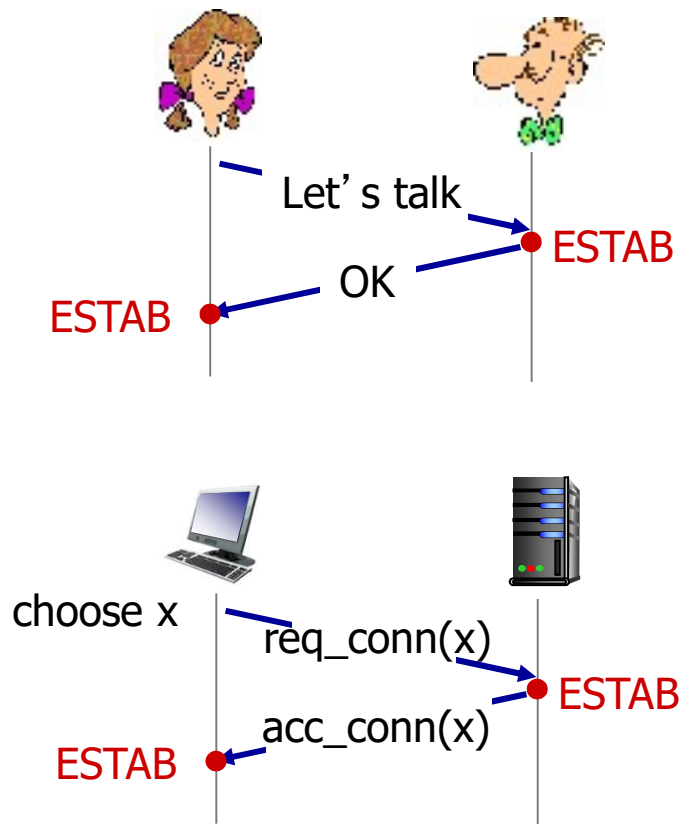 Let's talk
ESTAB
OK
ESTAB
choose x
req_conn(x)
ESTAB
acc_conn(x)
ESTAB